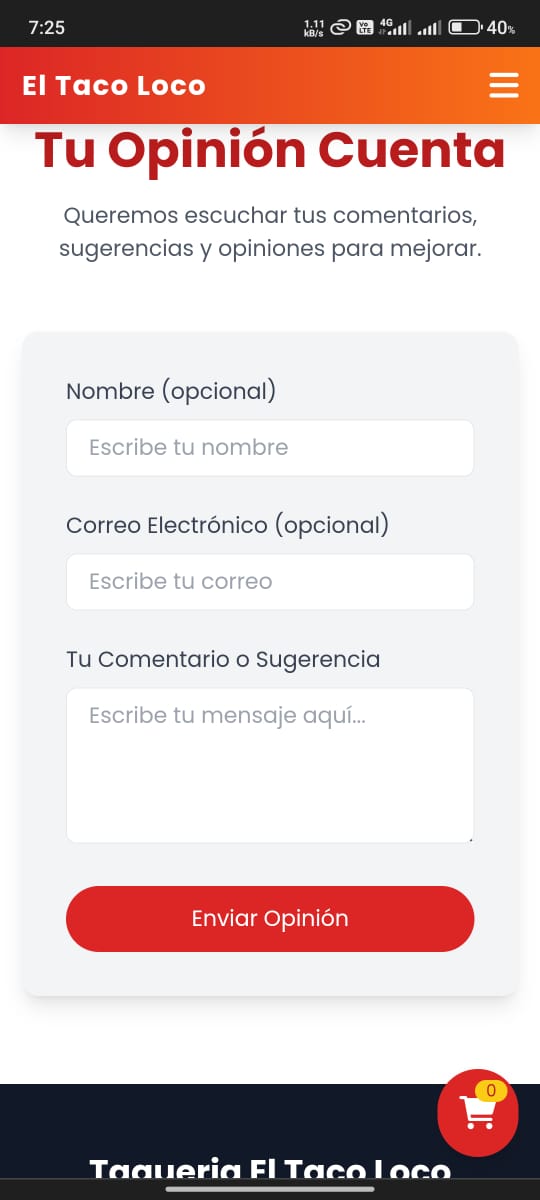 7:25
1.11
kB/s
Vo
LTE
4G
40%
El Taco Loco
Tu Opinión Cuenta
Queremos escuchar tus comentarios,
sugerencias y opiniones para mejorar.
Nombre (opcional)
Escribe tu nombre
Correo Electrónico (opcional)
Escribe tu correo
Tu Comentario o Sugerencia
Escribe tu mensaje aquí...
Enviar Opinión
0
Taqueria El Taco Loco